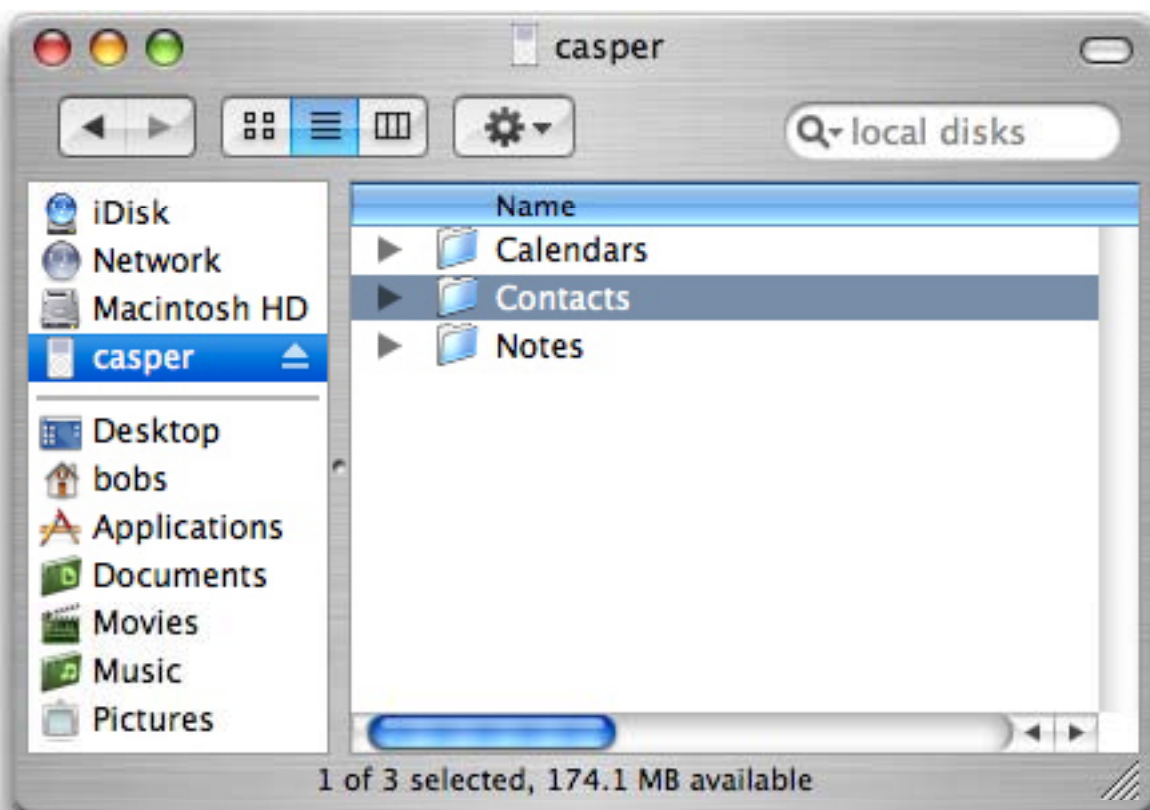 casper
local disks
iDisk
Network
Macintosh HD
casper
Desktop
bobs
Applications
Documents
Movies
Music
Pictures
Name
Calendars
Contacts
Notes
1 of 3 selected, 174.1 MB available